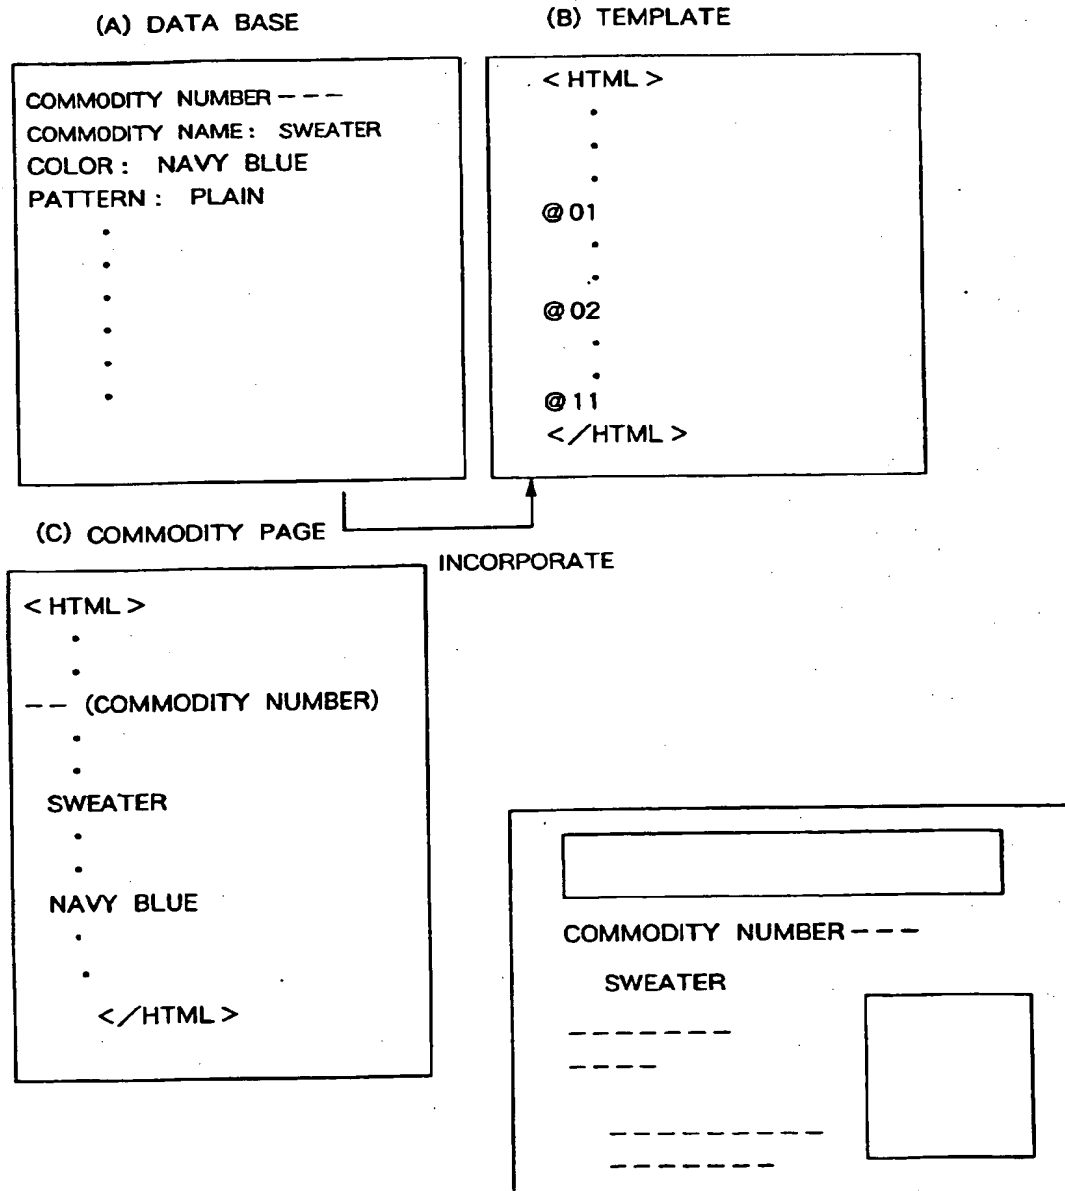 (A) DATA BASE
COMMODITY NUMBER ---
COMMODITY NAME: SWEATER
COLOR: NAVY BLUE
PATTERN: PLAIN
(B) TEMPLATE
<HTML>
@01
@02
@11
</HTML>
INCORPORATE
(C) COMMODITY PAGE
<HTML>
-- (COMMODITY NUMBER)
SWEATER
NAVY BLUE
</HTML>
COMMODITY NUMBER ---
SWEATER